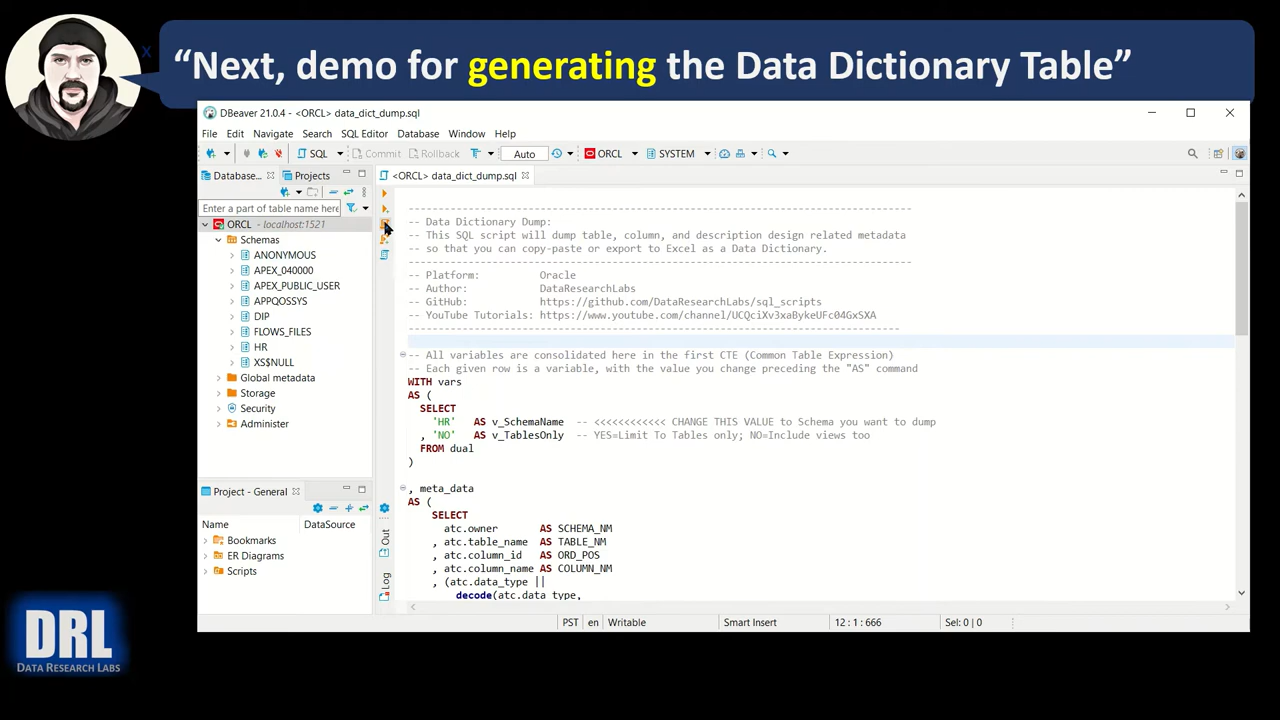 “Next, demo for generating the Data Dictionary Table”
X
DBeaver 21.0.4 - <ORCL> data_dict_dump.sql
File Edit Navigate Search SQL Editor Database Window Help
SQL Commit Rollback Auto ORCL SYSTEM
Database... Projects
<ORCL> data_dict_dump.sql
Enter a part of table name here
ORCL - localhost:1521
Schemas
ANONYMOUS
APEX_040000
APEX_PUBLIC_USER
APPQOSSYS
DIP
FLOWS_FILES
HR
XS$NULL
Global metadata
Storage
Security
Administer
Project - General
Name DataSource
Bookmarks
ER Diagrams
Scripts
Out
Log
--------------------------------------------------------------------------------
-- Data Dictionary Dump:
-- This SQL script will dump table, column, and description design related metadata
-- so that you can copy-paste or export to Excel as a Data Dictionary.
--------------------------------------------------------------------------------
-- Platform: Oracle
-- Author: DataResearchLabs
-- GitHub: https://github.com/DataResearchLabs/sql_scripts
-- YouTube Tutorials: https://www.youtube.com/channel/UCQciXv3xaBykeUFc04GxSXA
--------------------------------------------------------------------------------
-- All variables are consolidated here in the first CTE (Common Table Expression)
-- Each given row is a variable, with the value you change preceding the "AS" command
WITH vars
AS (
SELECT
'HR' AS v_SchemaName -- <<<<<<<<<<<< CHANGE THIS VALUE to Schema you want to dump
, 'NO' AS v_TablesOnly -- YES=Limit To Tables only; NO=Include views too
FROM dual
)
, meta_data
AS (
SELECT
atc.owner AS SCHEMA_NM
, atc.table_name AS TABLE_NM
, atc.column_id AS ORD_POS
, atc.column_name AS COLUMN_NM
, (atc.data_type ||
decode(atc.data_type,
PST en Writable Smart Insert 12 : 1 : 666 Sel: 0 | 0
DRL
DATA RESEARCH LABS